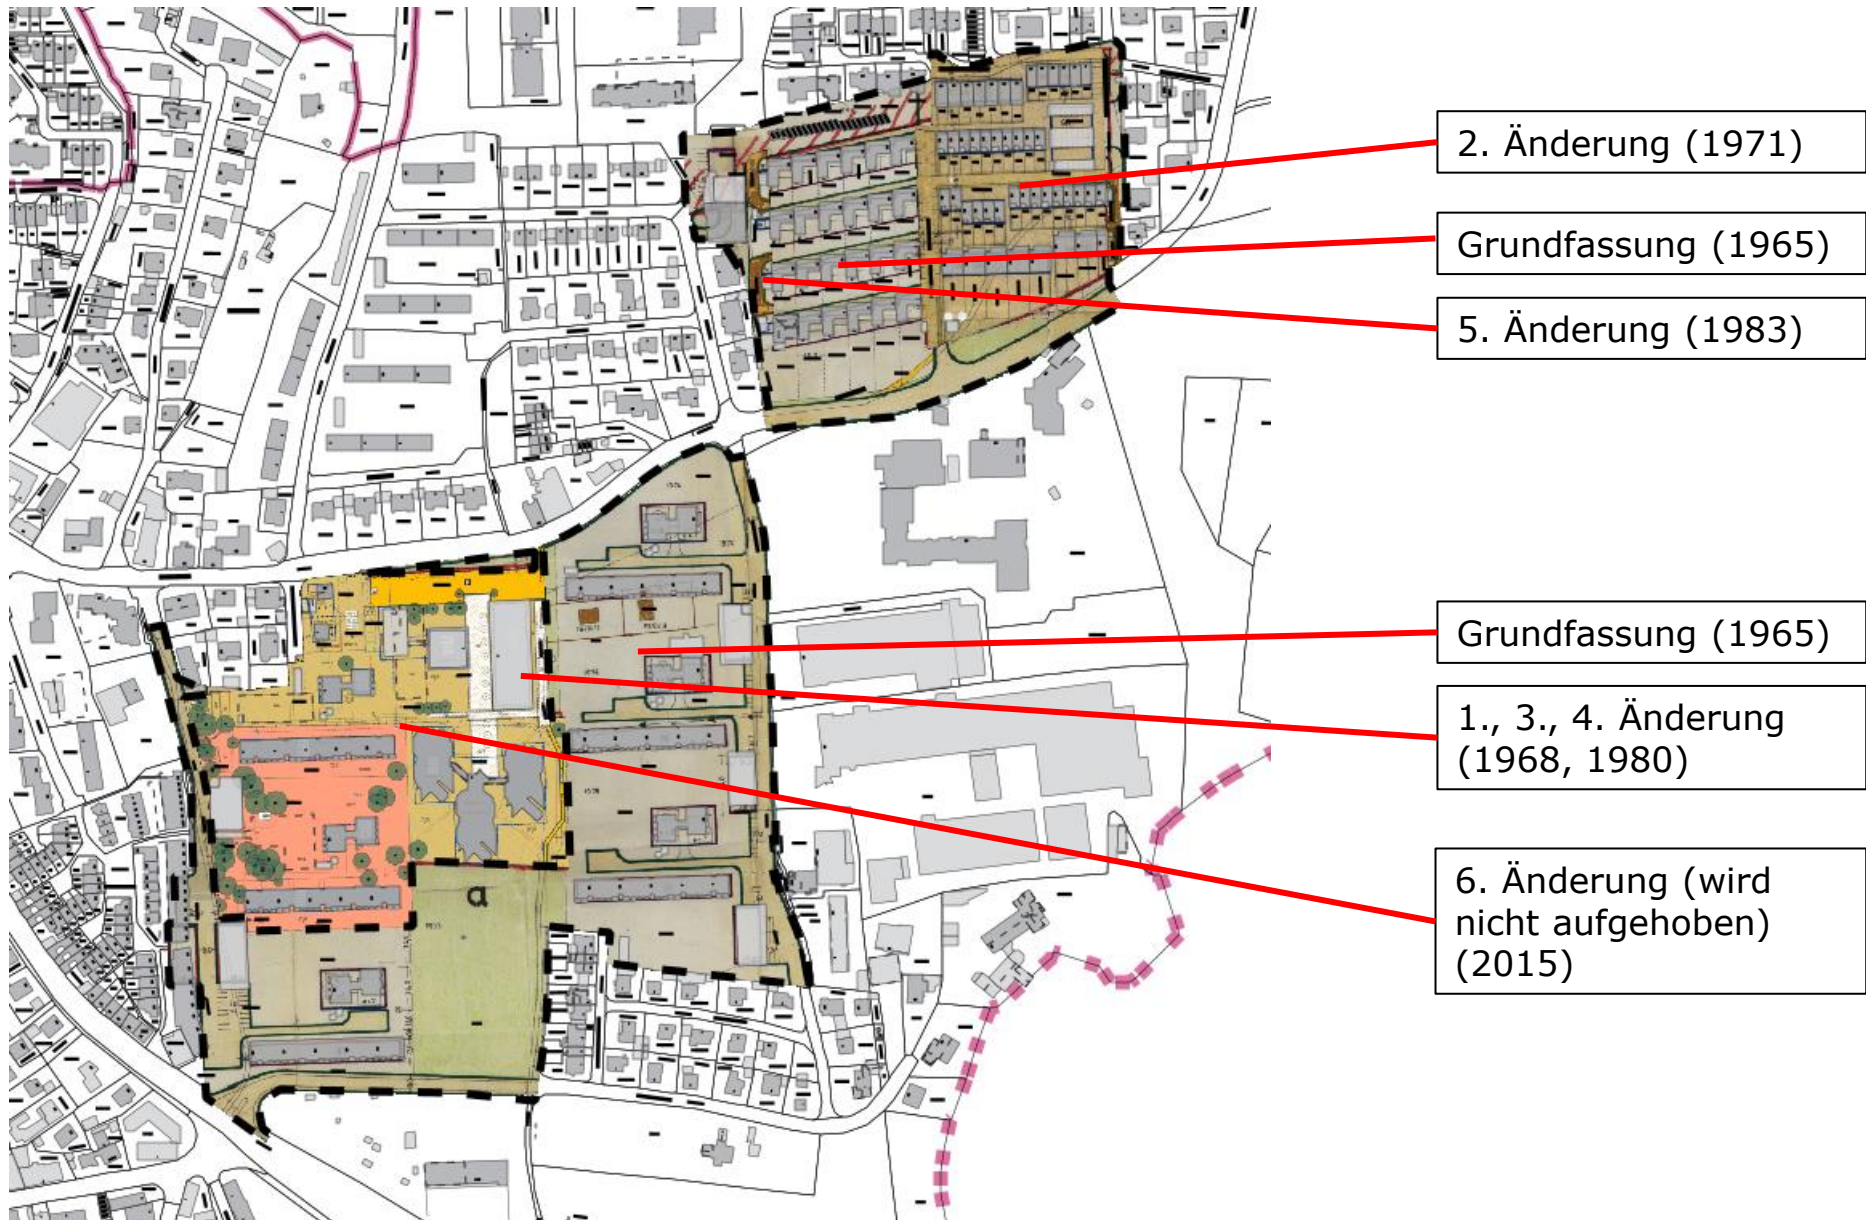 2. Änderung (1971)
Grundfassung (1965)
5. Änderung (1983)
Grundfassung (1965)
1., 3., 4. Änderung
(1968, 1980)
6. Änderung (wird
nicht aufgehoben)
(2015)
a